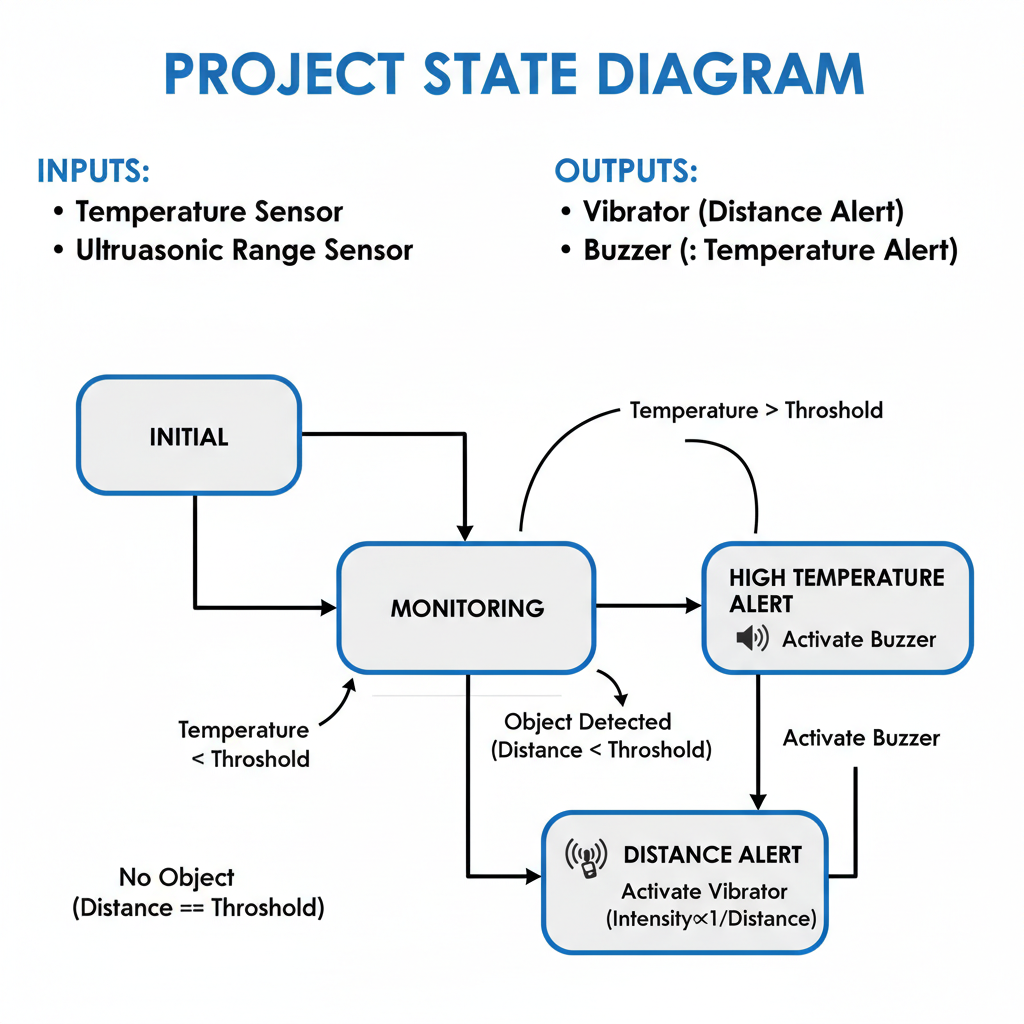 PROJECT STATE DIAGRAM
INPUTS:
• Temperature Sensor
• Ultruasonic Range Sensor
OUTPUTS:
• Vibrator (Distance Alert)
• Buzzer (: Temperature Alert)
INITIAL
Temperature > Throshold
MONITORING
HIGH TEMPERATURE
ALERT
Activate Buzzer
Temperature
< Throshold
Object Detected
(Distance < Throshold)
Activate Buzzer
DISTANCE ALERT
Activate Vibrator
(Intensity∝1/Distance)
No Object
(Distance == Throshold)